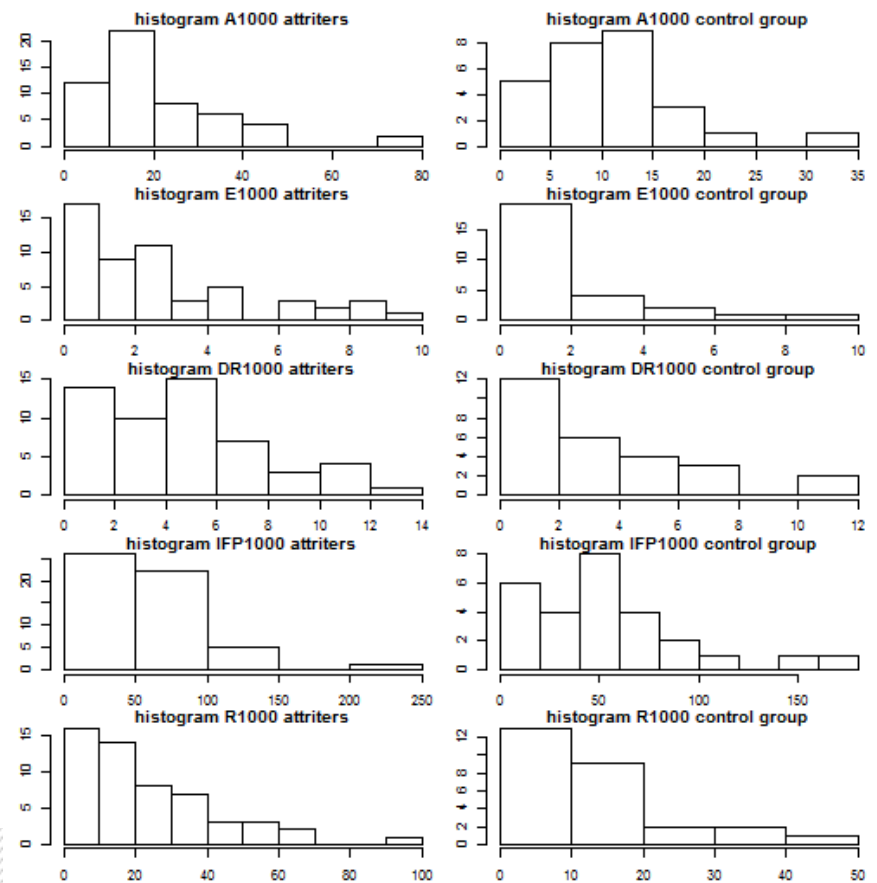 histogram A1000 attriters
histogram A1000 control group
0 5 10 15 20
0 2 4 6 8
0 20 40 60 80
0 5 10 15 20 25 30 35
histogram E1000 attriters
histogram E1000 control group
0 5 10 15
0 5 10 15
0 2 4 6 8 10
0 2 4 6 8 10
histogram DR1000 attriters
histogram DR1000 control group
0 5 10 15
0 2 4 6 8 12
0 2 4 6 8 10 12 14
0 2 4 6 8 10 12
histogram IFP1000 attriters
histogram IFP1000 control group
0 5 10 20
0 2 4 6 8
0 50 100 150 200 250
0 50 100 150
histogram R1000 attriters
histogram R1000 control group
0 5 10 15
0 2 4 6 8 12
0 20 40 60 80 100
0 10 20 30 40 50